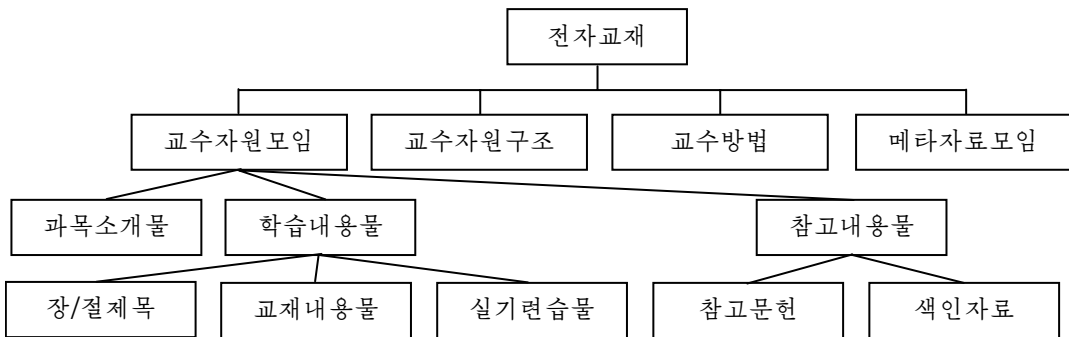 전자교재
교수자원모임 교수자원구조 교수방법 메타자료모임
과목소개물 학습내용물 참고내용물
장/절제목 교재내용물 실기련습물 참고문헌 색인자료